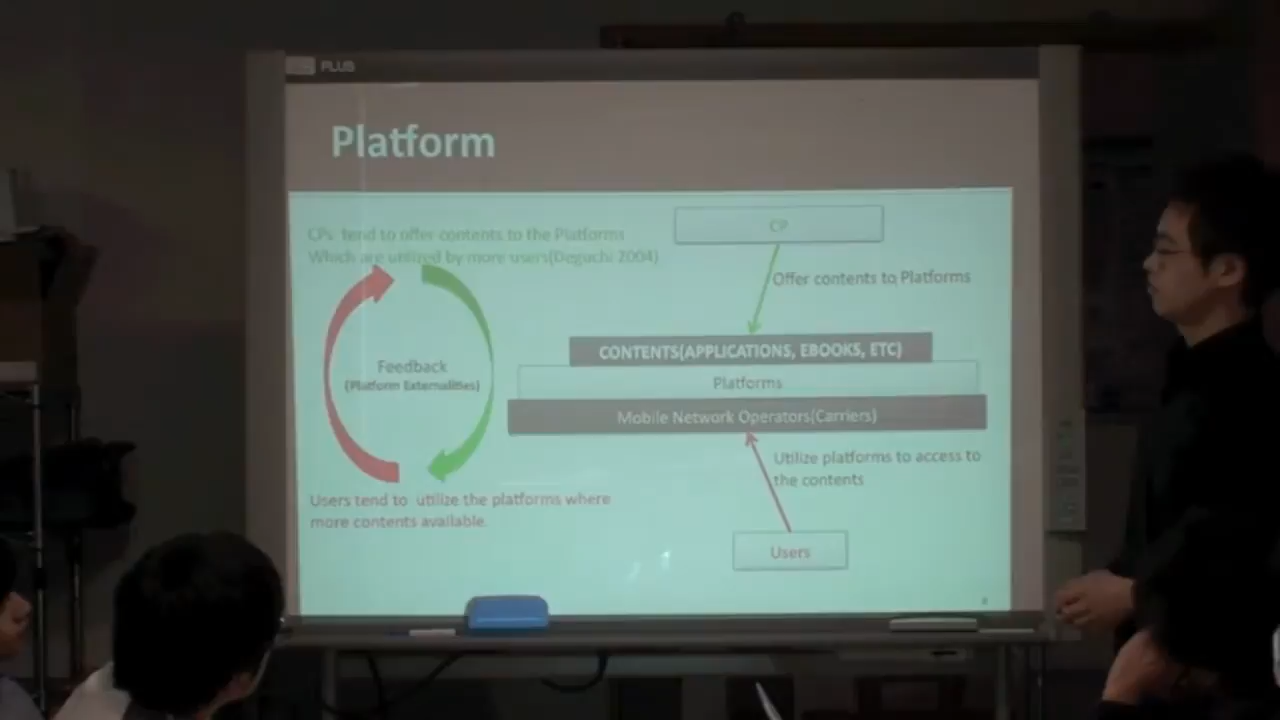 PLUS
Platform
CPs tend to offer contents to the Platforms
Which are utilized by more users(Deguchi 2004)
CP
Offer contents to Platforms
Feedback
(Platform Externalities)
CONTENTS(APPLICATIONS, EBOOKS, ETC)
Platforms
Mobile Network Operators(Carriers)
Utilize platforms to access to
the contents
Users tend to utilize the platforms where
more contents available.
Users